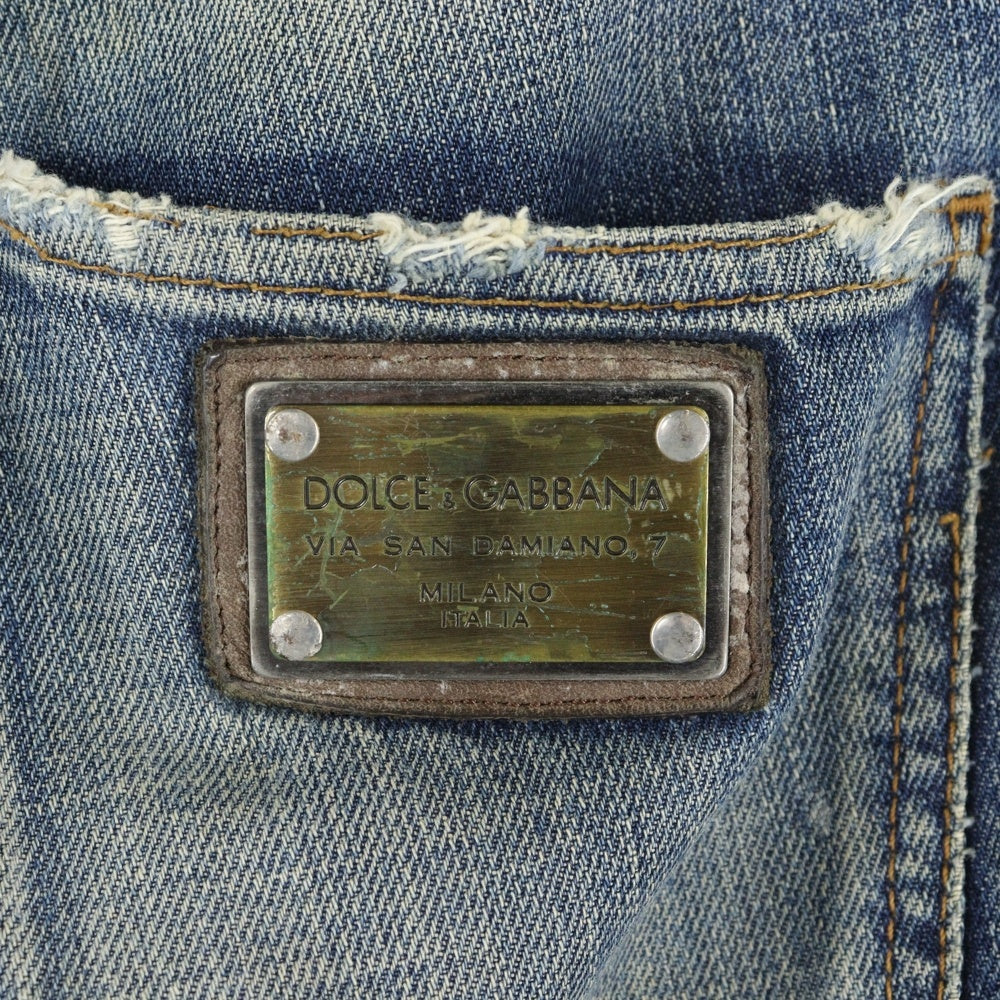 DOLCE & GABBANA
VIA SAN DAMIANO, 7
MILANO
ITALIA